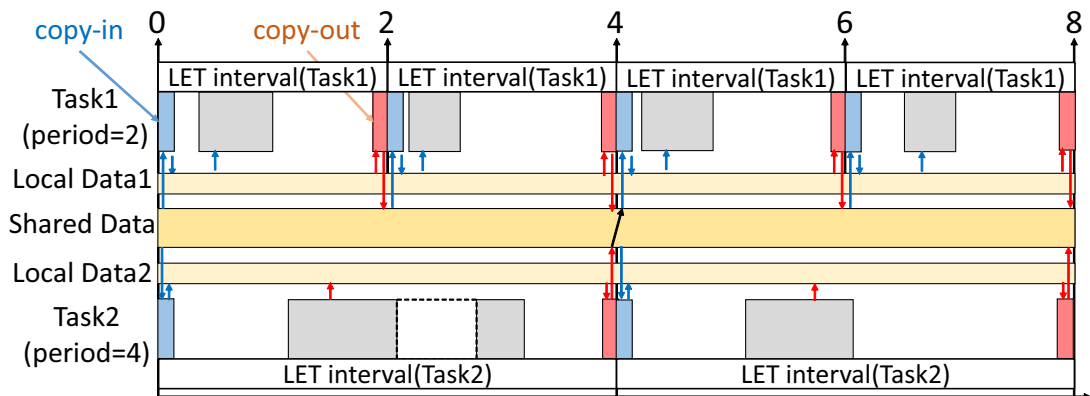 0 2 4 6 8
copy-in copy-out
LET interval(Task1) LET interval(Task1) LET interval(Task1) LET interval(Task1)
Task1
(period=2)
Local Data1
Shared Data
Local Data2
Task2
(period=4)
LET interval(Task2) LET interval(Task2)